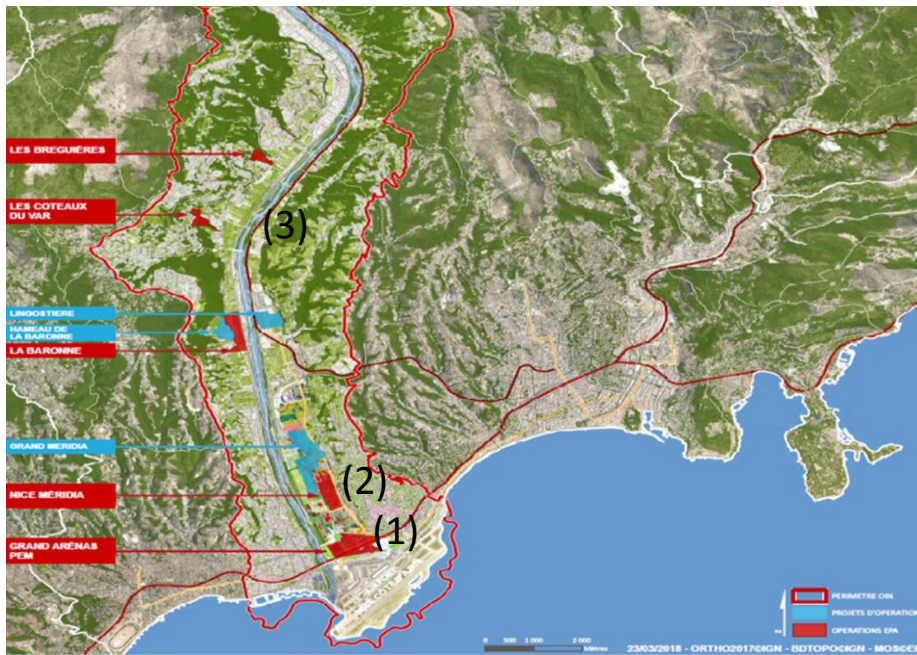 LES BREGUIÈRES
LES COTEAUX
DU VAR
(3)
LINGOSTIERE
HAMEAU DE
LA BARONNE
LA BARONNE
GRAND MERIDIA
(2)
NICE MÉRIDIA
(1)
GRAND ARÉNAS
PEM
PERIMETRE OIN
PROJETS D'OPERATION
OPERATIONS EPA
0 500 1 000 2 000
Mètres
23/03/2018 - ORTHO2017©IGN - BDTOPO©IGN - MOS©EP